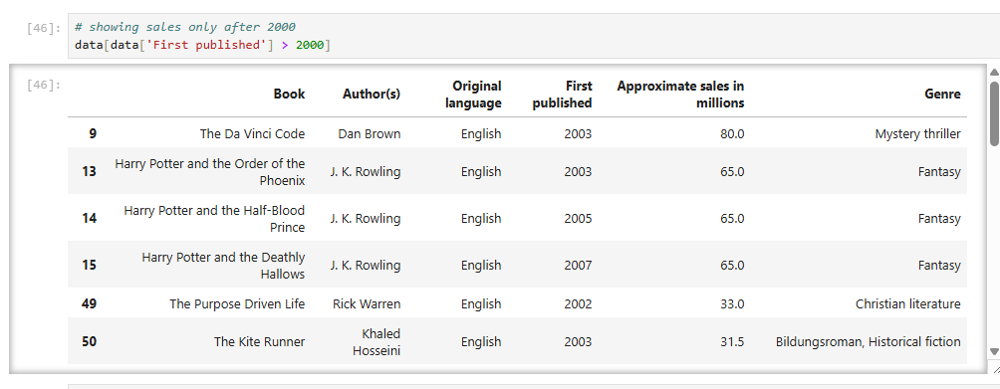 [46]: # showing sales only after 2000
data[data['First published'] > 2000]
[46]:
Book Author(s) Original language First published Approximate sales in millions Genre
9 The Da Vinci Code Dan Brown English 2003 80.0 Mystery thriller
13 Harry Potter and the Order of the Phoenix J. K. Rowling English 2003 65.0 Fantasy
14 Harry Potter and the Half-Blood Prince J. K. Rowling English 2005 65.0 Fantasy
15 Harry Potter and the Deathly Hallows J. K. Rowling English 2007 65.0 Fantasy
49 The Purpose Driven Life Rick Warren English 2002 33.0 Christian literature
50 The Kite Runner Khaled Hosseini English 2003 31.5 Bildungsroman, Historical fiction